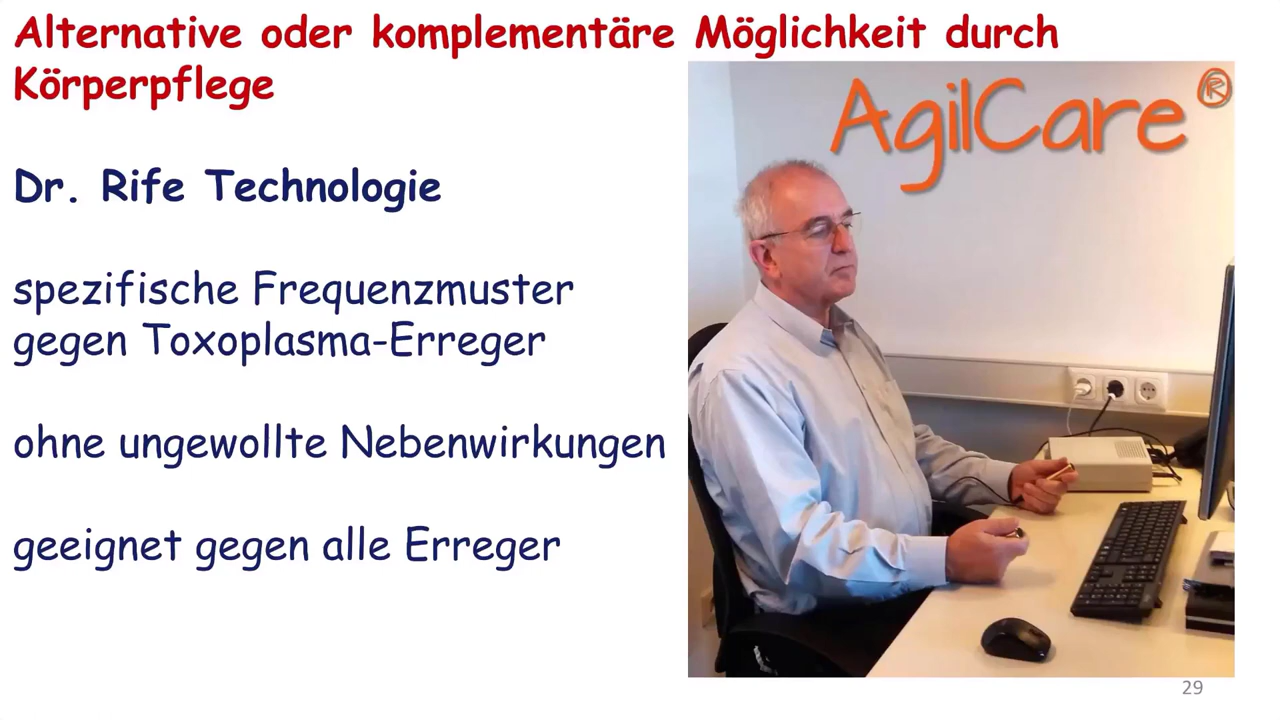 Alternative oder komplementäre Möglichkeit durch
Körperpflege
AgilCare®
Dr. Rife Technologie
spezifische Frequenzmuster
gegen Toxoplasma-Erreger
ohne ungewollte Nebenwirkungen
geeignet gegen alle Erreger
29